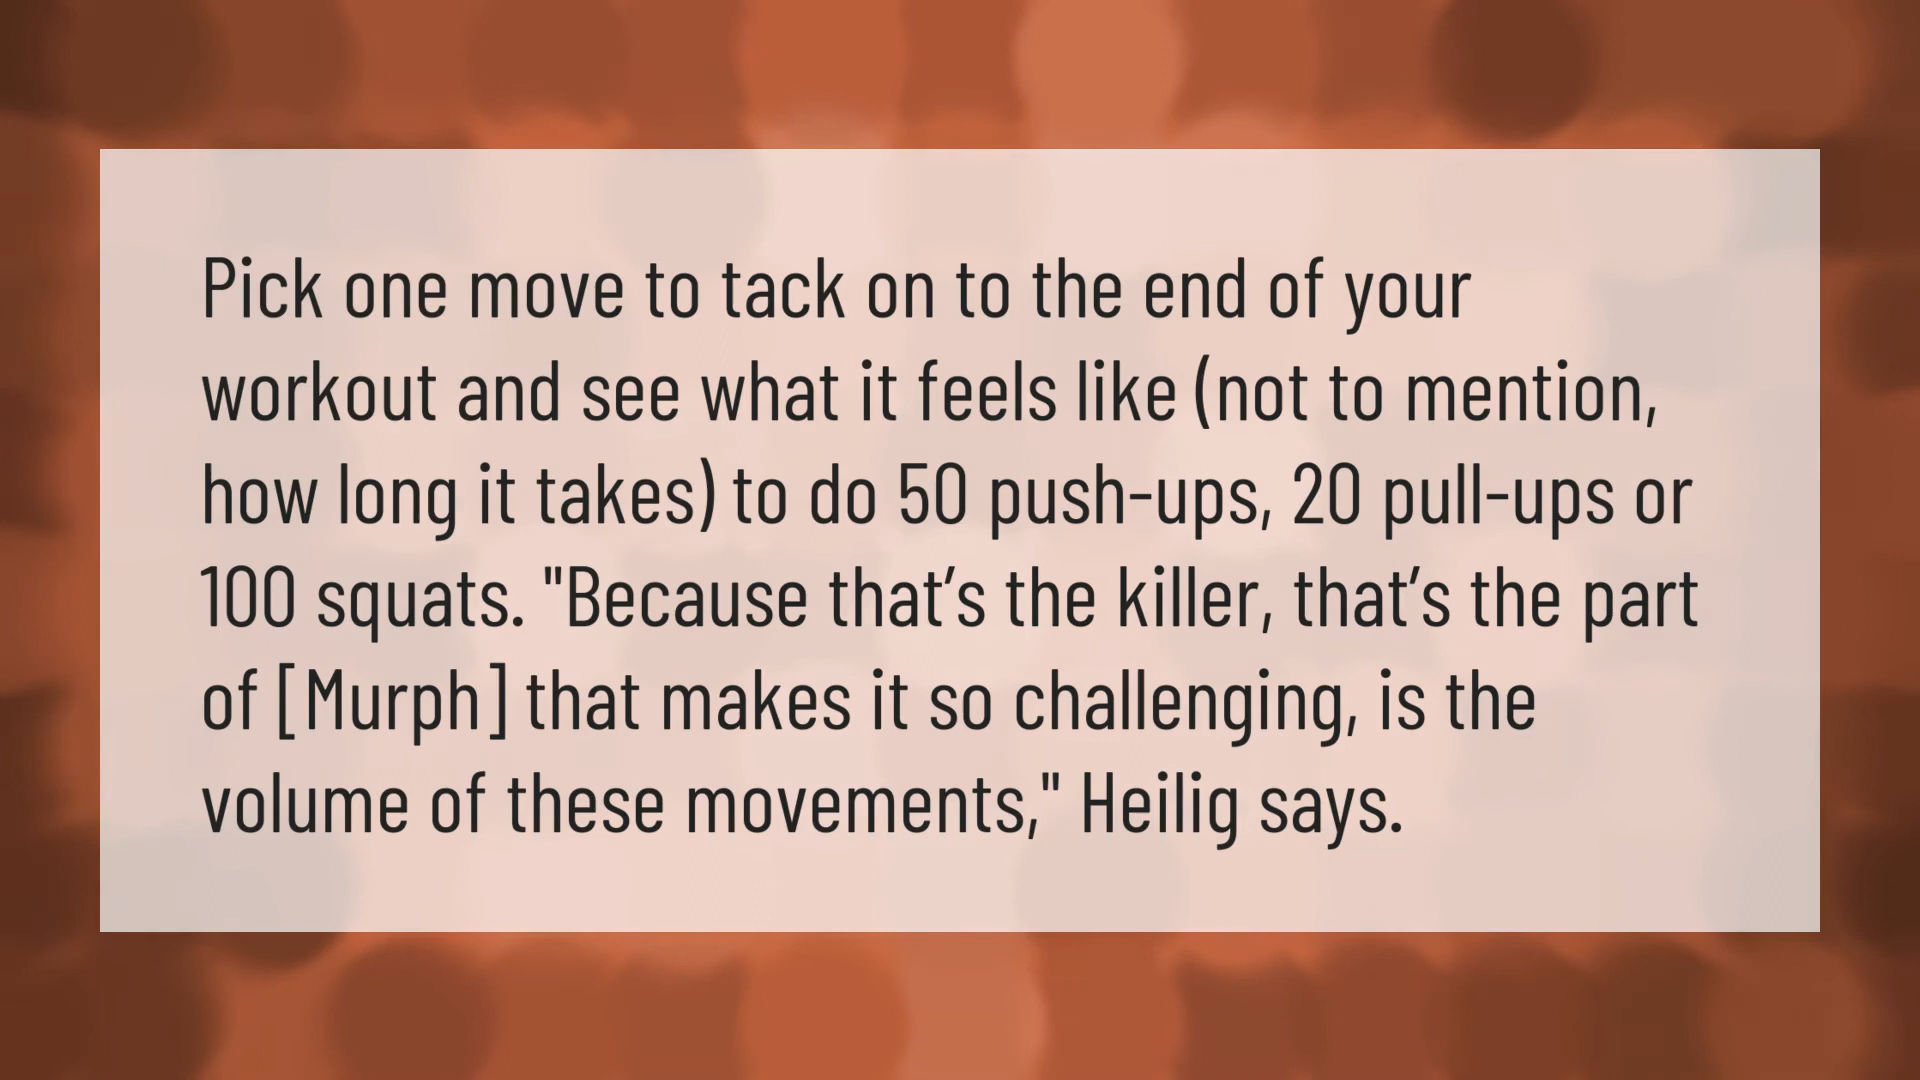 Pick one move to tack on to the end of your
workout and see what it feels like (not to mention,
how long it takes) to do 50 push-ups, 20 pull-ups or
100 squats. "Because that’s the killer, that’s the part
of [Murph] that makes it so challenging, is the
volume of these movements," Heilig says.